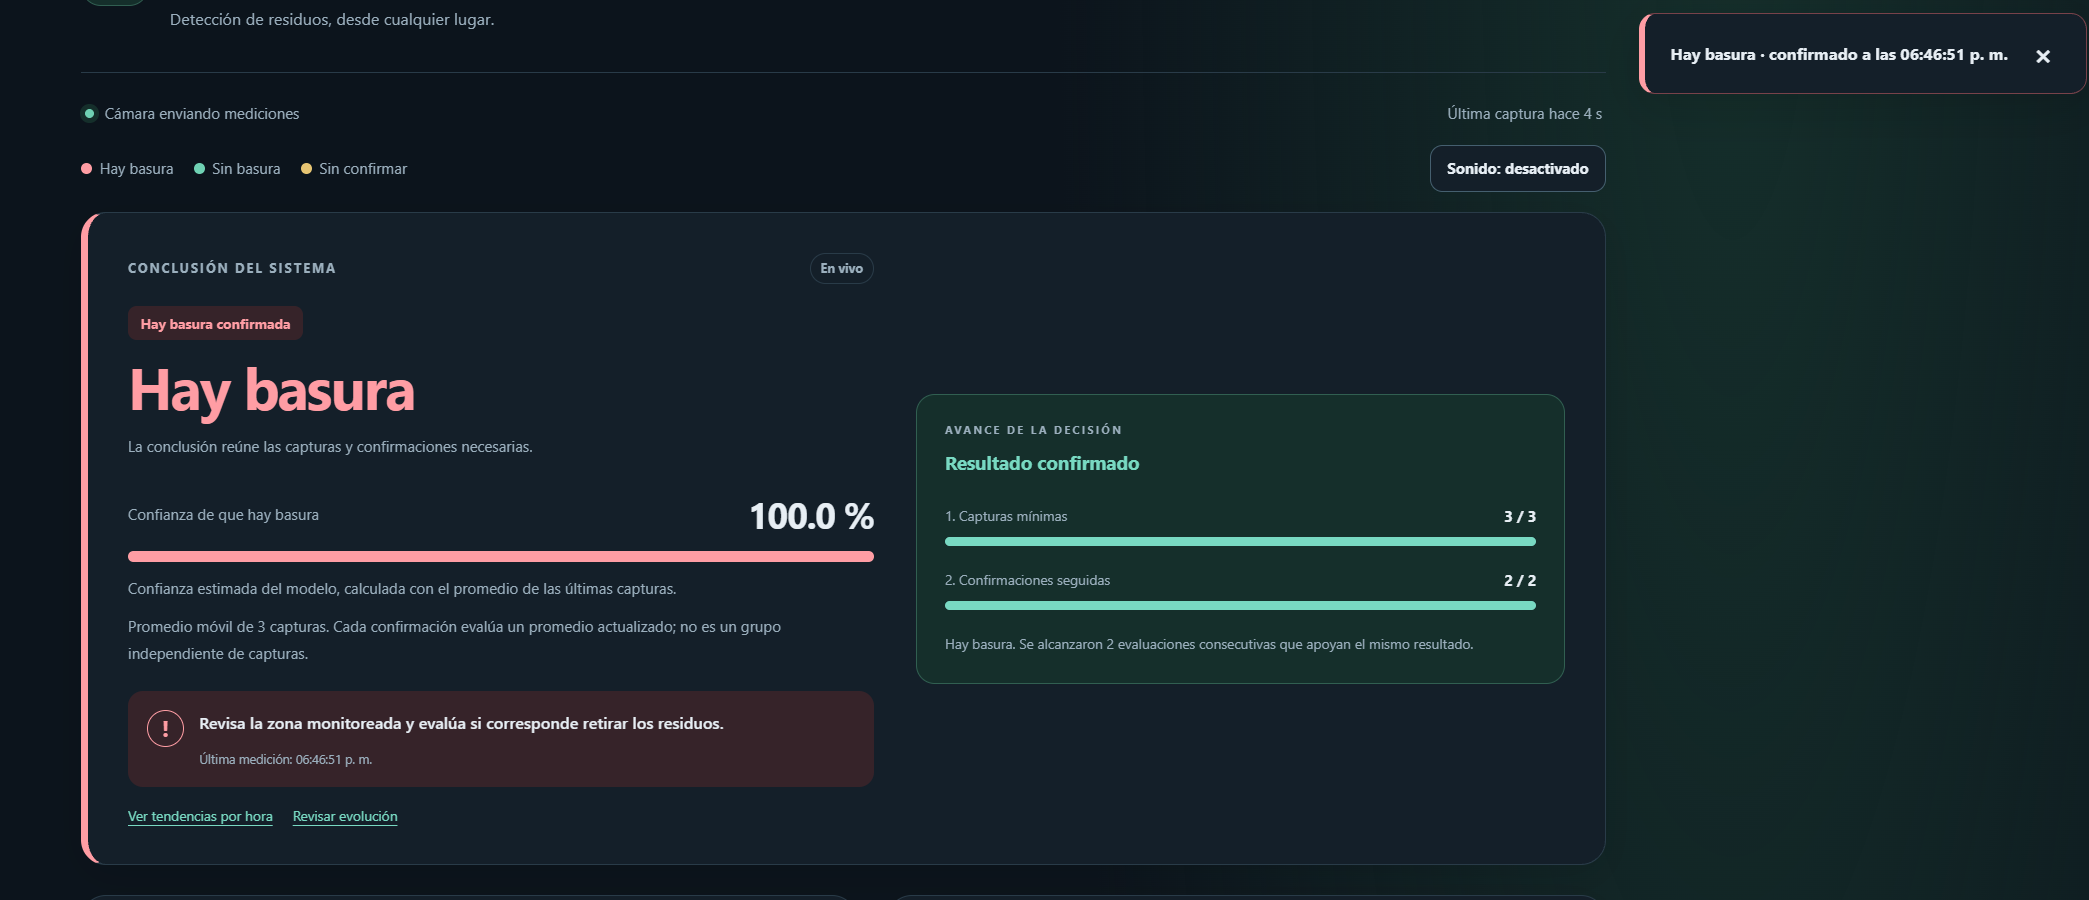 Detección de residuos, desde cualquier lugar.
Hay basura · confirmado a las 06:46:51 p. m.
Cámara enviando mediciones
Última captura hace 4 s
Hay basura
Sin basura
Sin confirmar
Sonido: desactivado
CONCLUSIÓN DEL SISTEMA
En vivo
Hay basura confirmada
Hay basura
La conclusión reúne las capturas y confirmaciones necesarias.
Confianza de que hay basura
100.0 %
Confianza estimada del modelo, calculada con el promedio de las últimas capturas.
Promedio móvil de 3 capturas. Cada confirmación evalúa un promedio actualizado; no es un grupo
independiente de capturas.
Revisa la zona monitoreada y evalúa si corresponde retirar los residuos.
Última medición: 06:46:51 p. m.
Ver tendencias por hora
Revisar evolución
AVANCE DE LA DECISIÓN
Resultado confirmado
1. Capturas mínimas
3 / 3
2. Confirmaciones seguidas
2 / 2
Hay basura. Se alcanzaron 2 evaluaciones consecutivas que apoyan el mismo resultado.